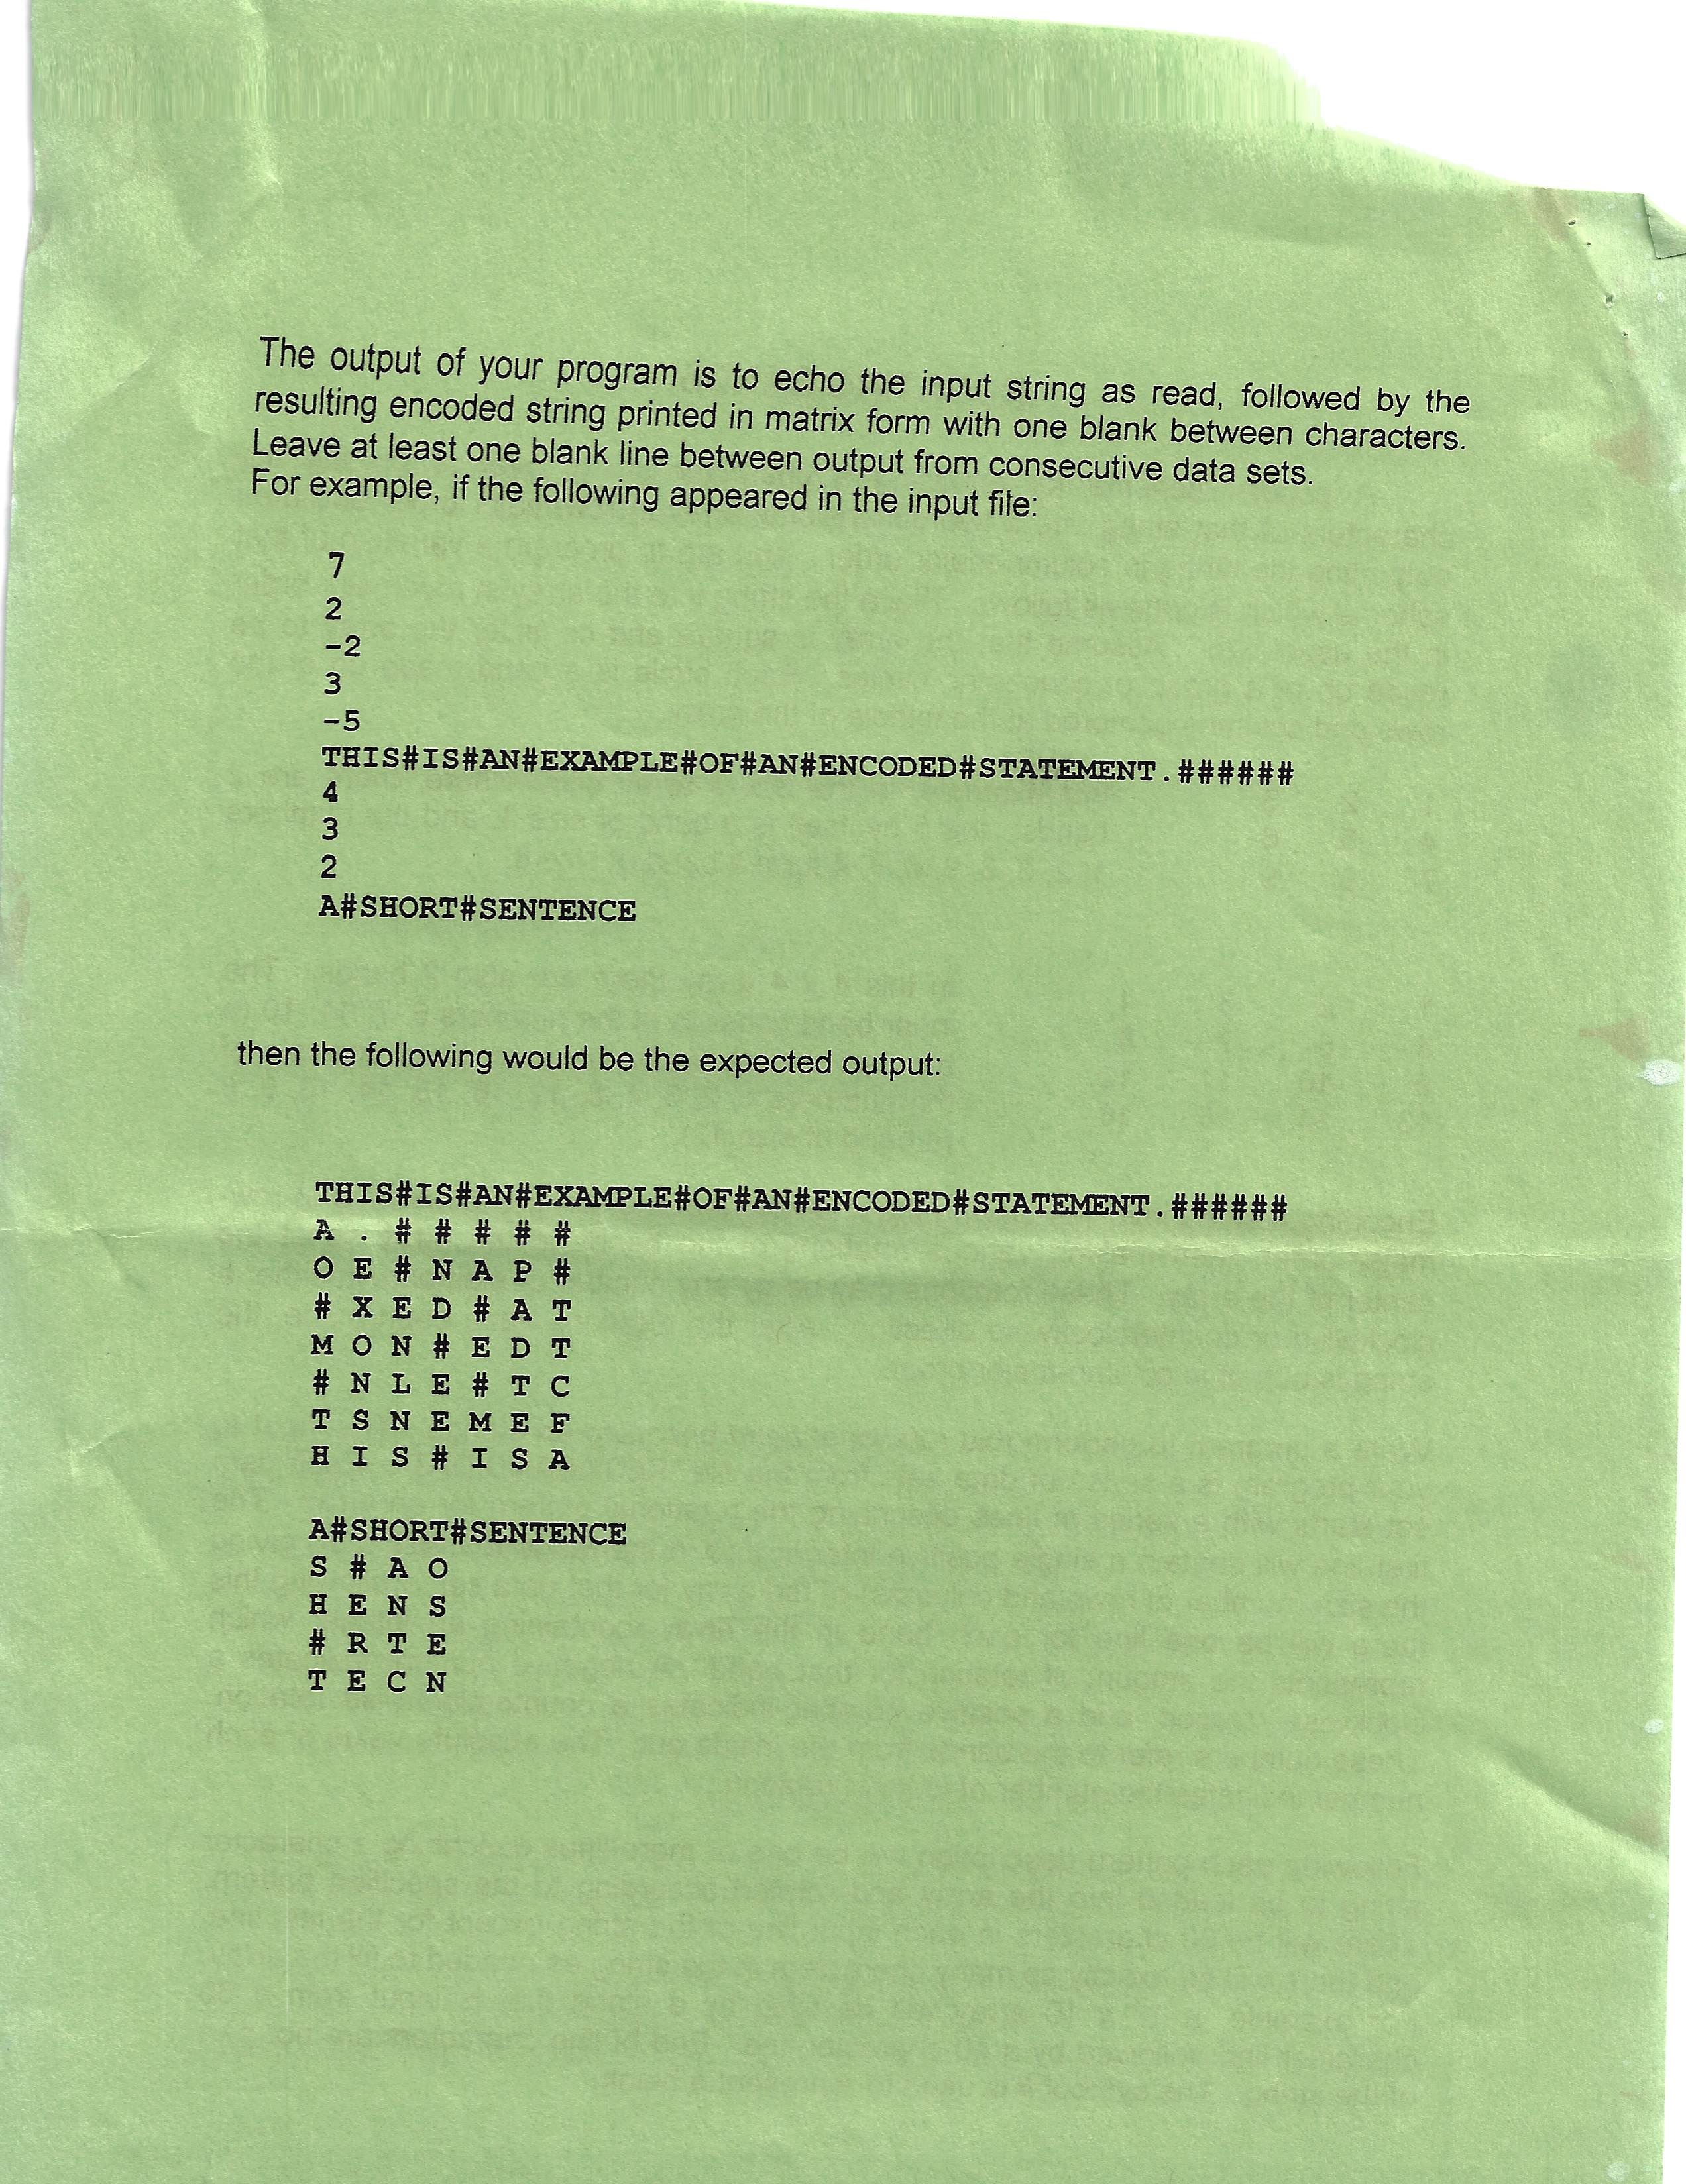 The output of your program is to echo the input string as read, followed by the
resulting encoded string printed in matrix form with one blank between characters.
Leave at least one blank line between output from consecutive data sets.
For example, if the following appeared in the input file:
7
2
-2
3
-5
THIS#IS#AN#EXAMPLE#OF#AN#ENCODED#STATEMENT.######
4
3
2
A#SHORT#SENTENCE
then the following would be the expected output:
THIS#IS#AN#EXAMPLE#OF#AN#ENCODED#STATEMENT.######
A . # # # # #
O E # N A P #
# X E D # A T
M O N # E D T
# N L E # T C
T S N E M E F
H I S # I S A
A#SHORT#SENTENCE
S # A O
H E N S
# R T E
T E C N